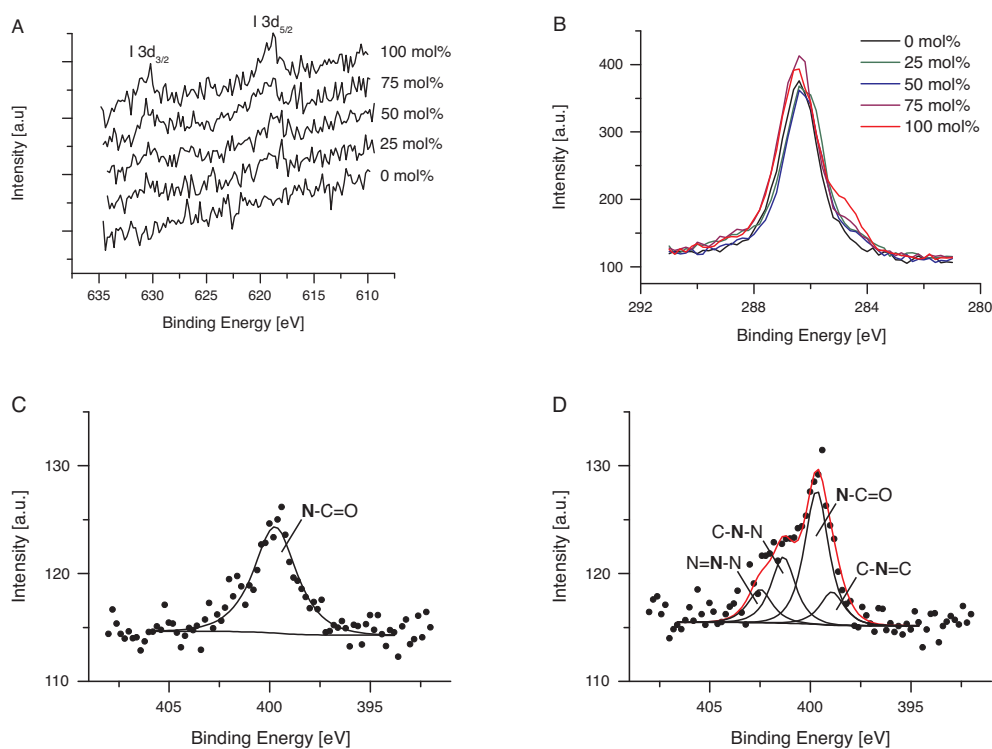 A
I 3d3/2
I 3d5/2
100 mol%
75 mol%
50 mol%
25 mol%
0 mol%
Intensity [a.u]
635 630 625 620 615 610
Binding Energy [eV]
B
0 mol%
25 mol%
50 mol%
75 mol%
100 mol%
400
300
200
100
Intensity [a.u.]
292 288 284 280
Binding Energy [eV]
C
130
120
110
Intensity [a.u.]
N-C=O
405 400 395
Binding Energy [eV]
D
130
120
110
Intensity [a.u.]
N-C=O
C-N-N
N=N-N
C-N=C
405 400 395
Binding Energy [eV]